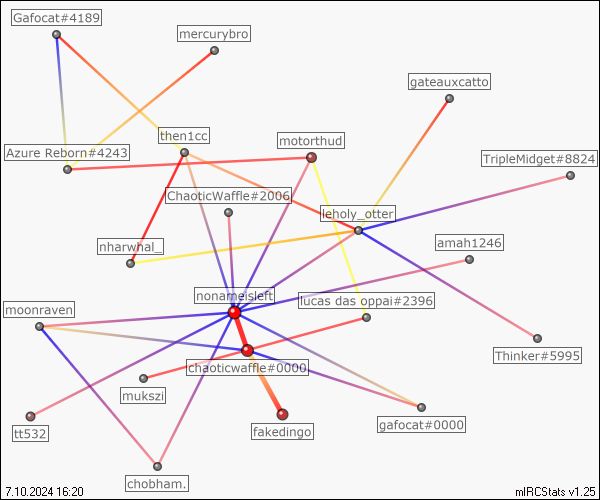 Gafocat#4189
mercurybro
gateauxcatto
then1cc
motorthud
Azure Reborn#4243
TripleMidget#8824
ChaoticWaffle#2006
leholy_otter
nharwhal_
amah1246
nonameisleft
lucas das oppai#2396
moonraven
Thinker#5995
chaoticwaffle#0000
mukszi
gafocat#0000
tt532
fakedingo
chobham.
7.10.2024 16:20
mIRCStats v1.25